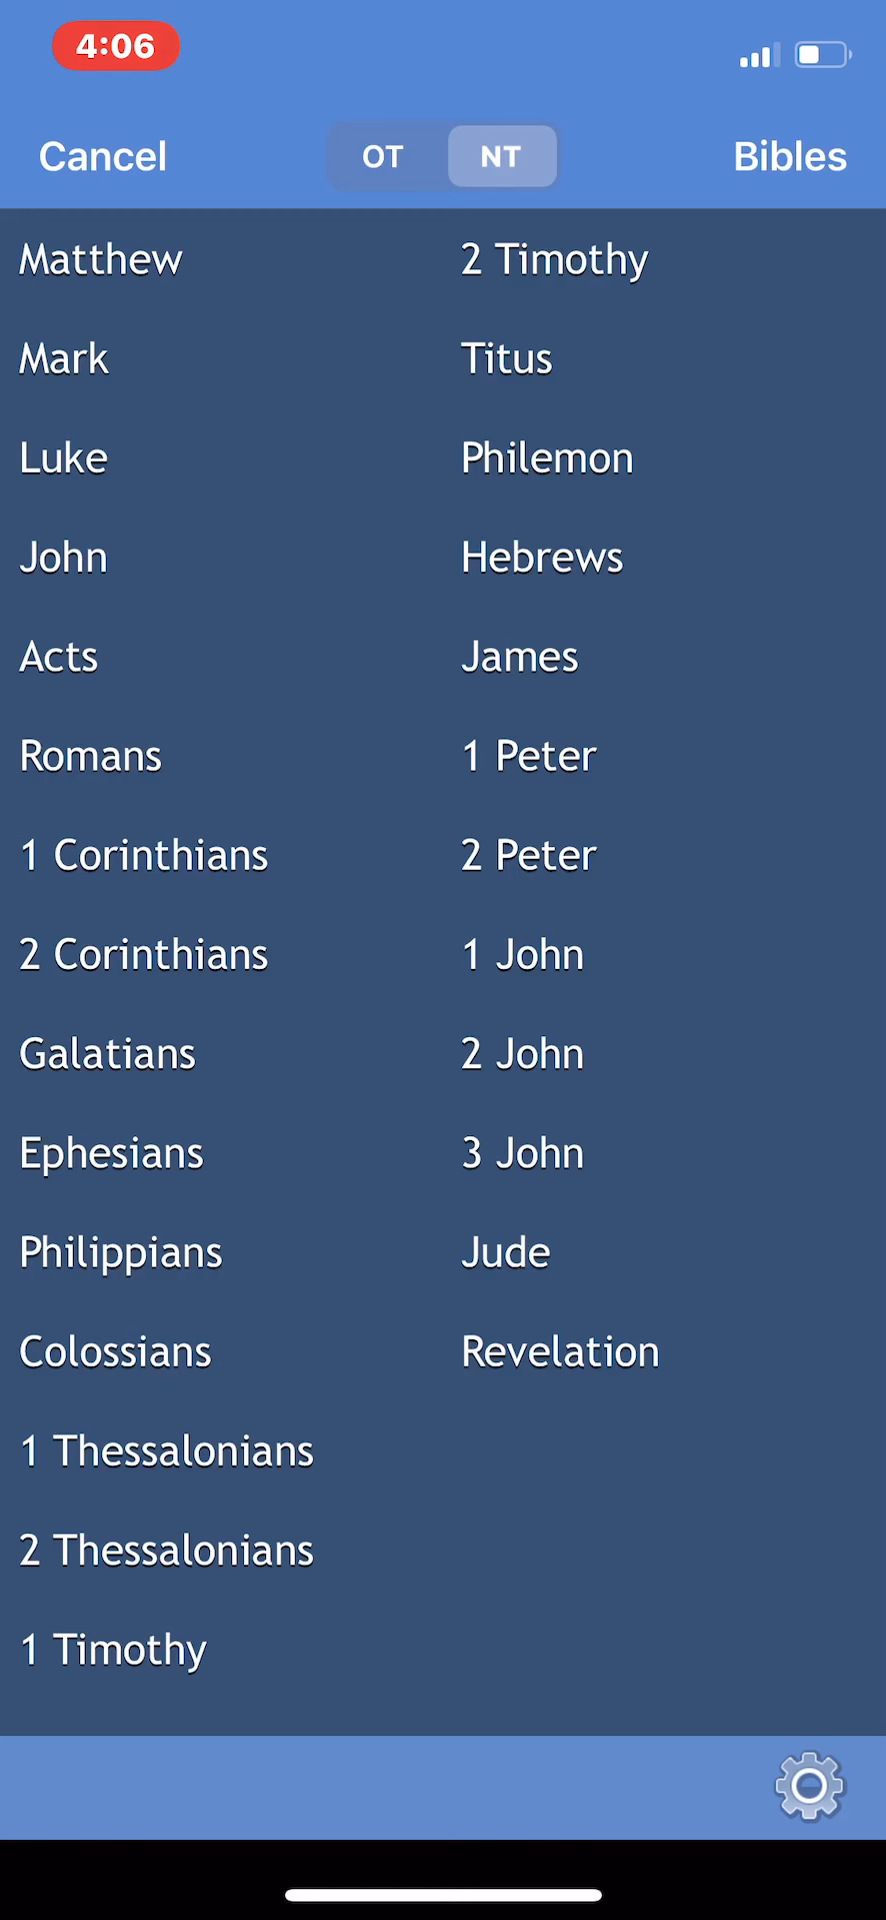 4:06
Cancel
OT
NT
Bibles
Matthew
Mark
Luke
John
Acts
Romans
1 Corinthians
2 Corinthians
Galatians
Ephesians
Philippians
Colossians
1 Thessalonians
2 Thessalonians
1 Timothy
2 Timothy
Titus
Philemon
Hebrews
James
1 Peter
2 Peter
1 John
2 John
3 John
Jude
Revelation